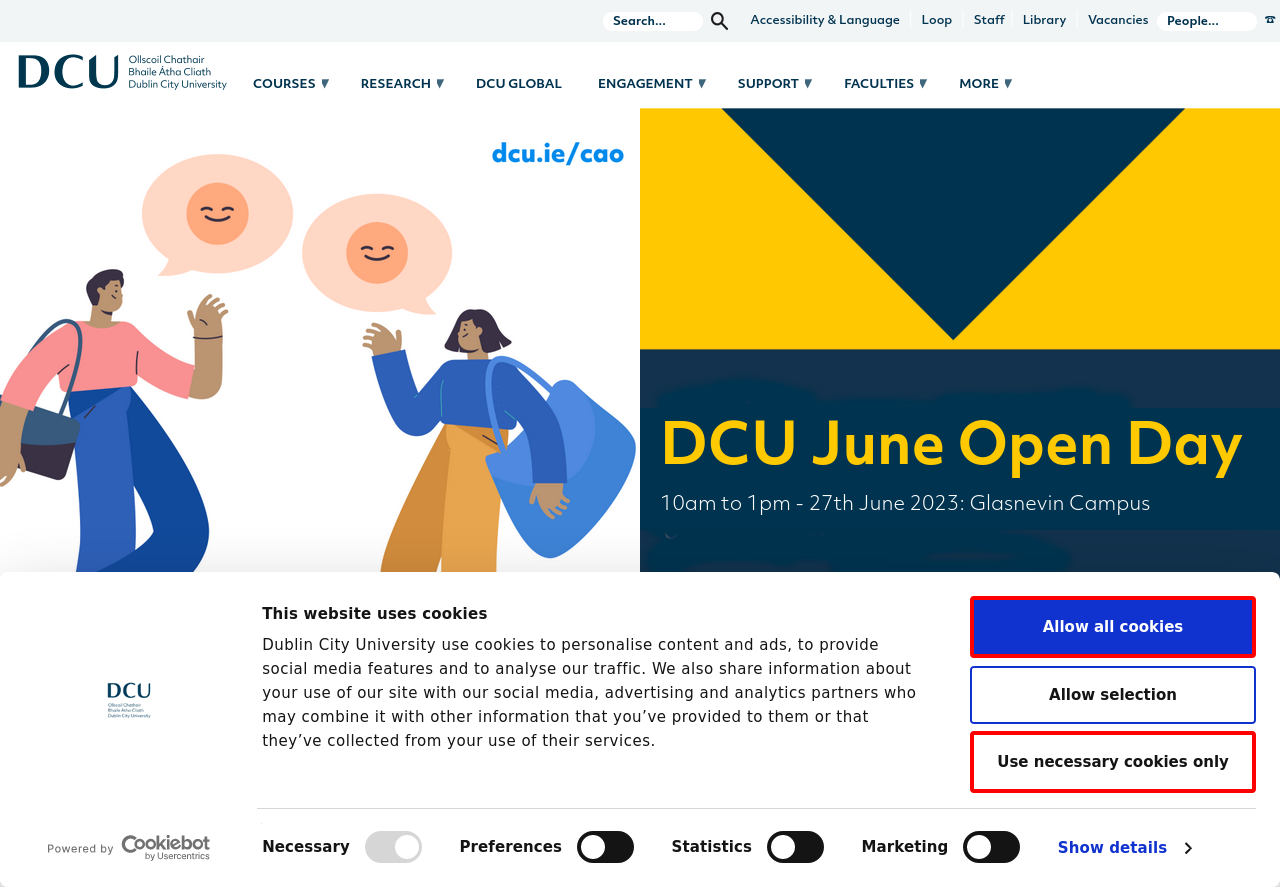 Search...
Accessibility & Language
Loop
Staff
Library
Vacancies
People...
DCU
Ollscoil Chathair
Bhaile Átha Cliath
Dublin City University
COURSES
RESEARCH
DCU GLOBAL
ENGAGEMENT
SUPPORT
FACULTIES
MORE
dcu.ie/cao
DCU June Open Day
10am to 1pm - 27th June 2023: Glasnevin Campus
This website uses cookies
Dublin City University use cookies to personalise content and ads, to provide
social media features and to analyse our traffic. We also share information about
your use of our site with our social media, advertising and analytics partners who
may combine it with other information that you’ve provided to them or that
they’ve collected from your use of their services.
Allow all cookies
Allow selection
Use necessary cookies only
DCU
Ollscoil Chathair
Bhaile Átha Cliath
Dublin City University
Powered by Cookiebot
by Usercentrics
Necessary
Preferences
Statistics
Marketing
Show details